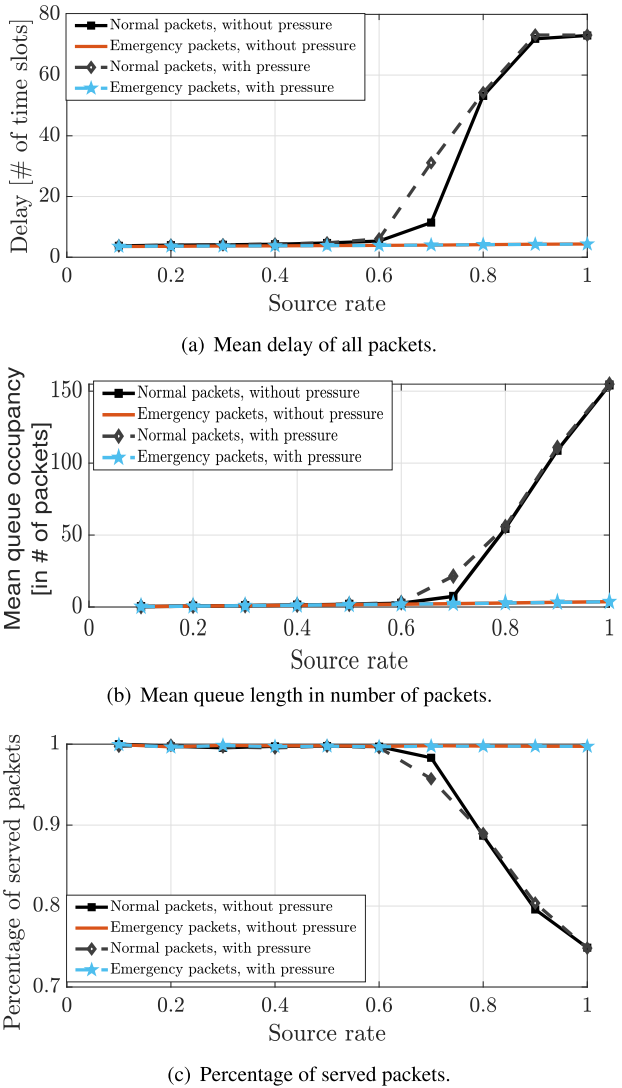 Delay [# of time slots]
80
60
40
20
0
Normal packets, without pressure
Emergency packets, without pressure
Normal packets, with pressure
Emergency packets, with pressure
0 0.2 0.4 0.6 0.8 1
Source rate
(a) Mean delay of all packets.
Mean queue occupancy
[in # of packets]
150
100
50
0
Normal packets, without pressure
Emergency packets, without pressure
Normal packets, with pressure
Emergency packets, with pressure
0 0.2 0.4 0.6 0.8 1
Source rate
(b) Mean queue length in number of packets.
Percentage of served packets
1
0.9
0.8
0.7
Normal packets, without pressure
Emergency packets, without pressure
Normal packets, with pressure
Emergency packets, with pressure
0 0.2 0.4 0.6 0.8 1
Source rate
(c) Percentage of served packets.